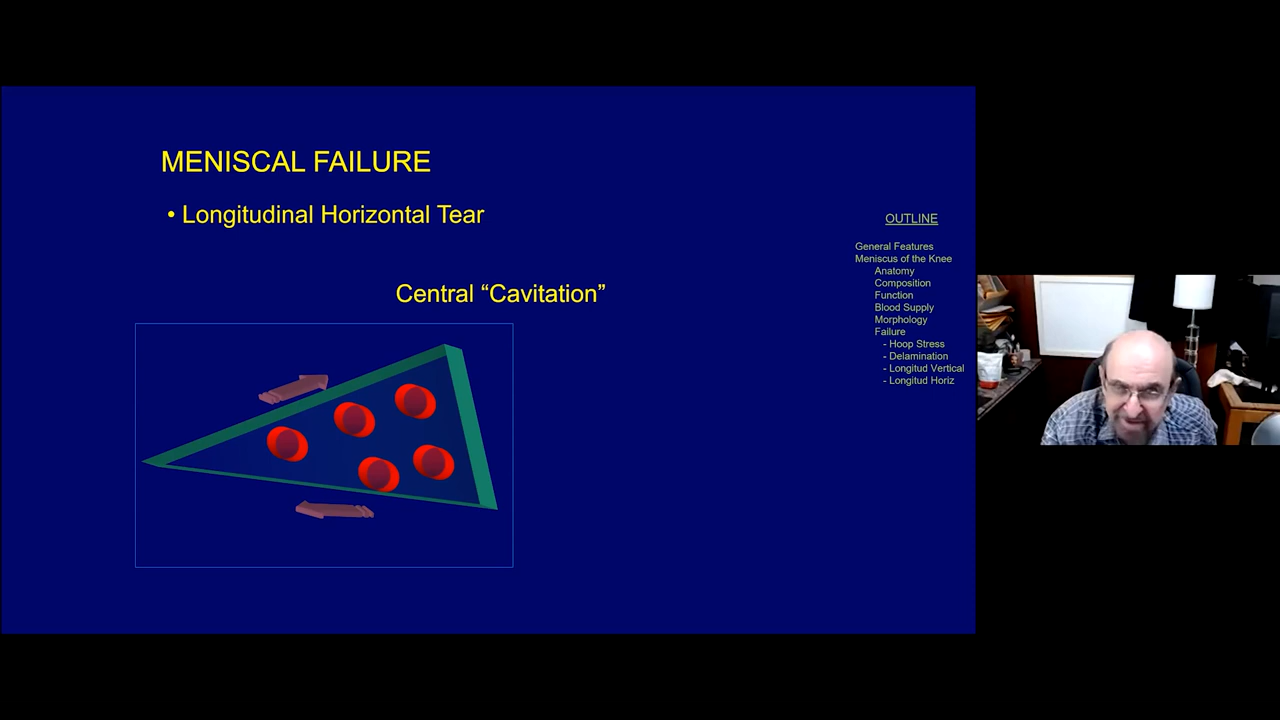 MENISCAL FAILURE
• Longitudinal Horizontal Tear
Central “Cavitation”
OUTLINE
General Features
Meniscus of the Knee
Anatomy
Composition
Function
Blood Supply
Morphology
Failure
- Hoop Stress
- Delamination
- Longitud Vertical
- Longitud Horiz